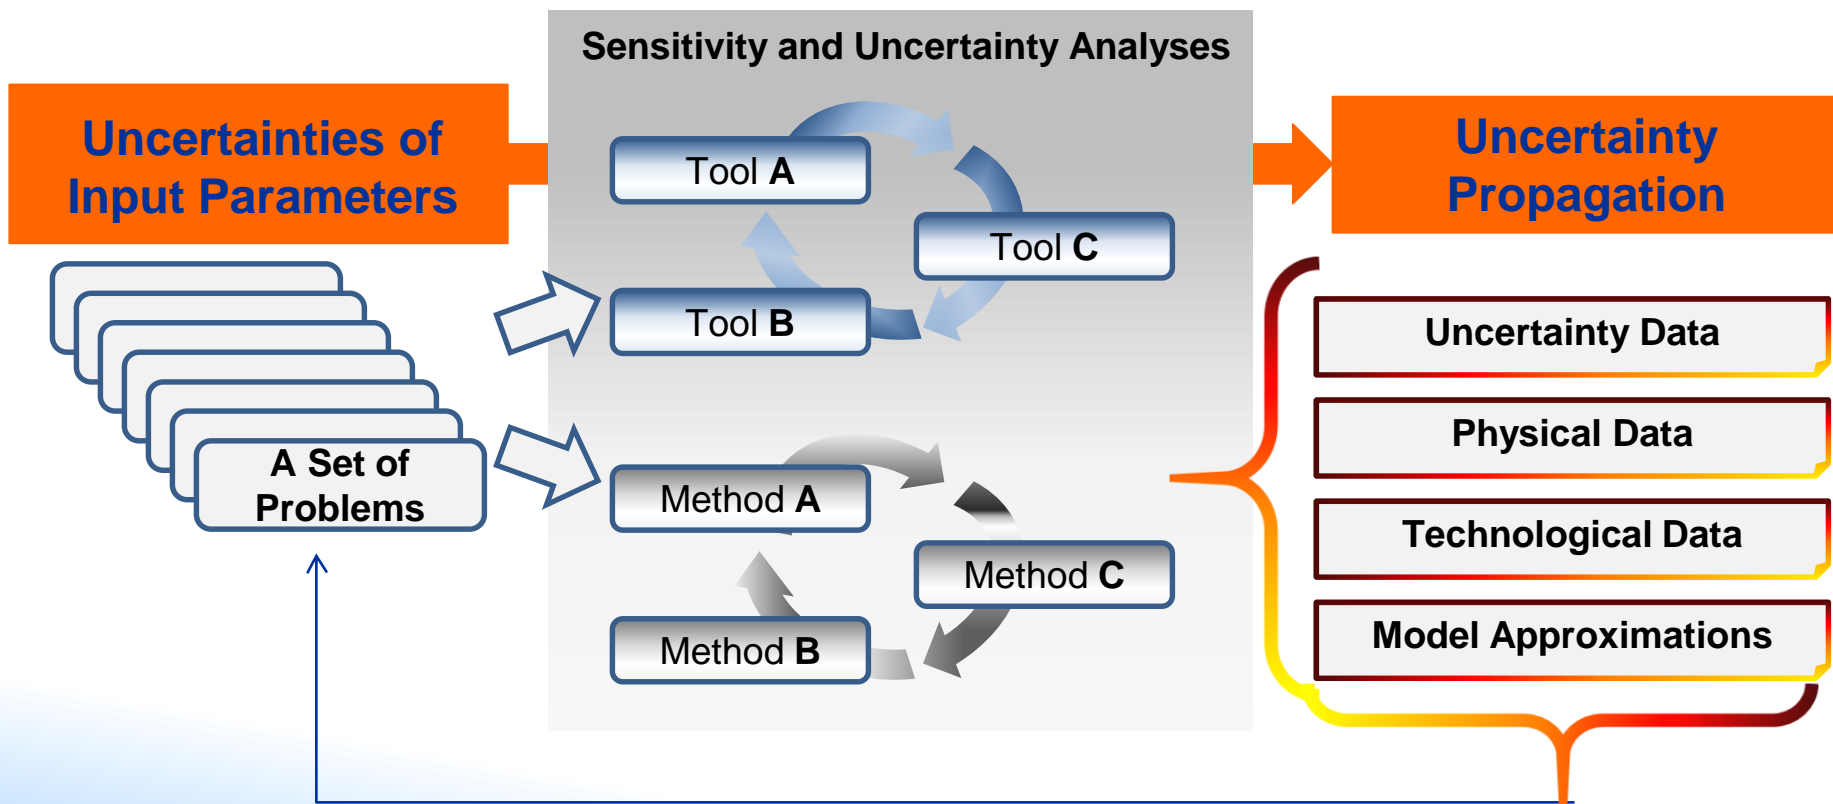 Sensitivity and Uncertainty Analyses
Uncertainties of
Input Parameters
Tool A
Tool C
Tool B
A Set of
Problems
Method A
Method C
Method B
Uncertainty
Propagation
Uncertainty Data
Physical Data
Technological Data
Model Approximations